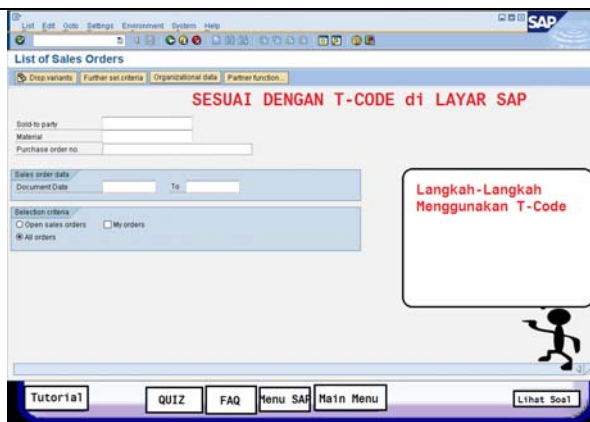 List Edit Goto Settings Environment System Help
SAP
List of Sales Orders
Disp.variants Further sel.criteria Organizational data Partner function...
SESUAI DENGAN T-CODE di LAYAR SAP
Sold-to party
Material
Purchase order no.
Sales order data
Document Date To
Selection criteria
Open sales orders My orders
All orders
Langkah-Langkah
Menggunakan T-Code
Tutorial QUIZ FAQ Menu SAP Main Menu Lihat Soal